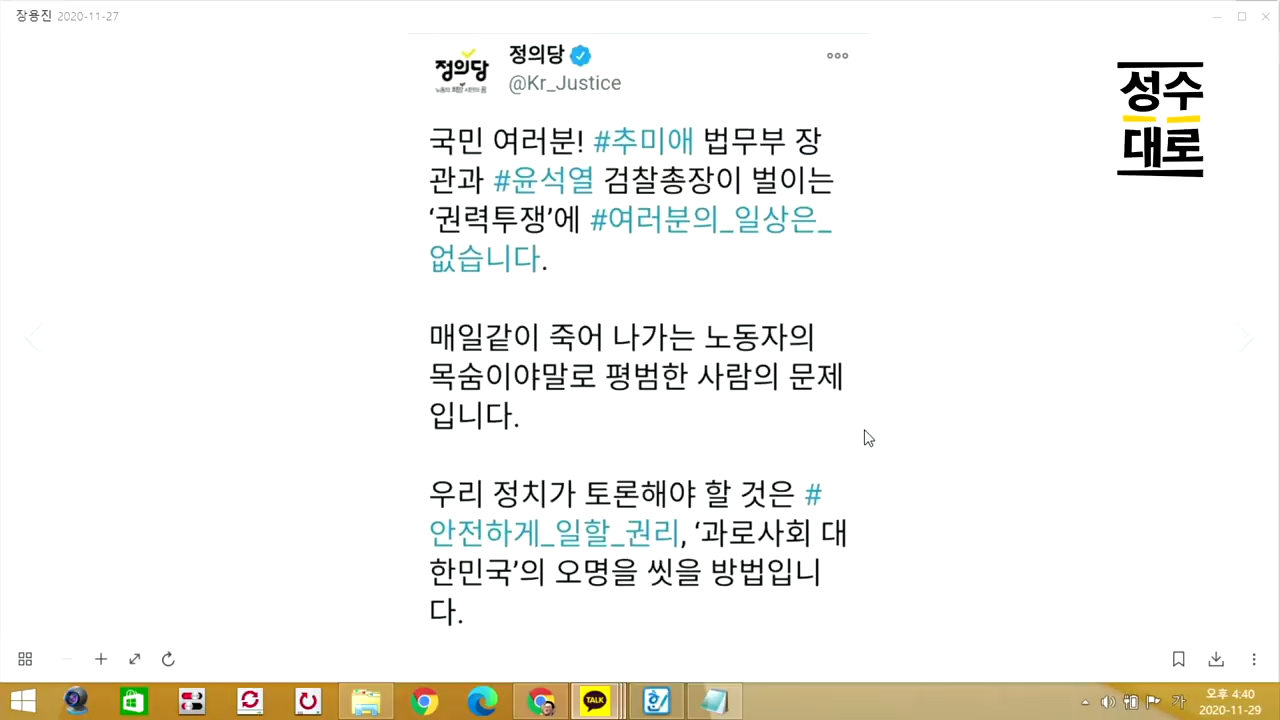 장용진 2020-11-27
정의당
정의당
@Kr_Justice
성수
대로
국민 여러분! #추미애 법무부 장
관과 #윤석열 검찰총장이 벌이는
‘권력투쟁’에 #여러분의_일상은_
없습니다.
매일같이 죽어 나가는 노동자의
목숨이야말로 평범한 사람의 문제
입니다.
우리 정치가 토론해야 할 것은 #
안전하게_일할_권리, ‘과로사회 대
한민국’의 오명을 씻을 방법입니
다.
TALK
가
오후 4:40
2020-11-29